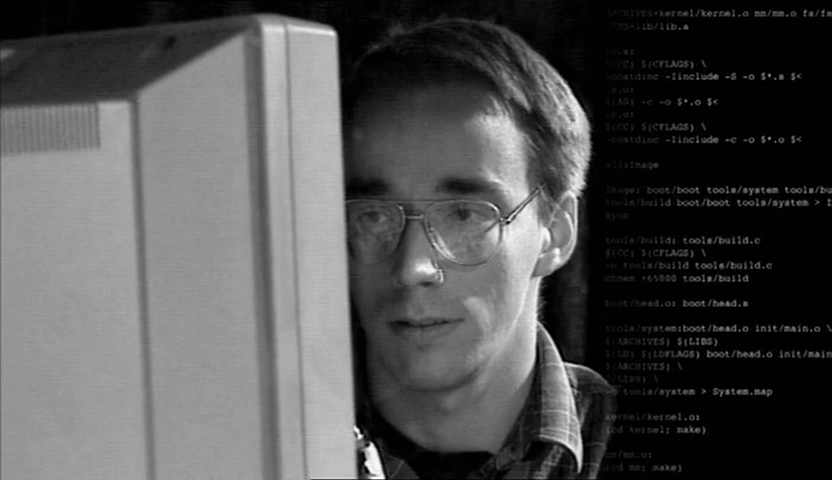 ARCHIVES=kernel/kernel.o mm/mm.o fs/fs
lib/lib.a
.c.s:
$(CC) $(CFLAGS) \
-nostdinc -Iinclude -S -o $*.s $<
.s.o:
$(AS) -c -o $*.o $<
.c.o:
$(CC) $(CFLAGS) \
-nostdinc -Iinclude -c -o $*.o $<
Image: boot/boot tools/system tools/bu
tools/build boot/boot tools/system > I
sync
tools/build: tools/build.c
$(CC) $(CFLAGS) \
-o tools/build tools/build.c
chmem +65000 tools/build
boot/head.o: boot/head.s
tools/system:boot/head.o init/main.o \
$(ARCHIVES) $(LIBS)
$(LD) $(LDFLAGS) boot/head.o init/main
$(ARCHIVES) \
$(LIBS) \
-o tools/system > System.map
kernel/kernel.o:
(cd kernel; make)
mm/mm.o:
(cd mm; make)